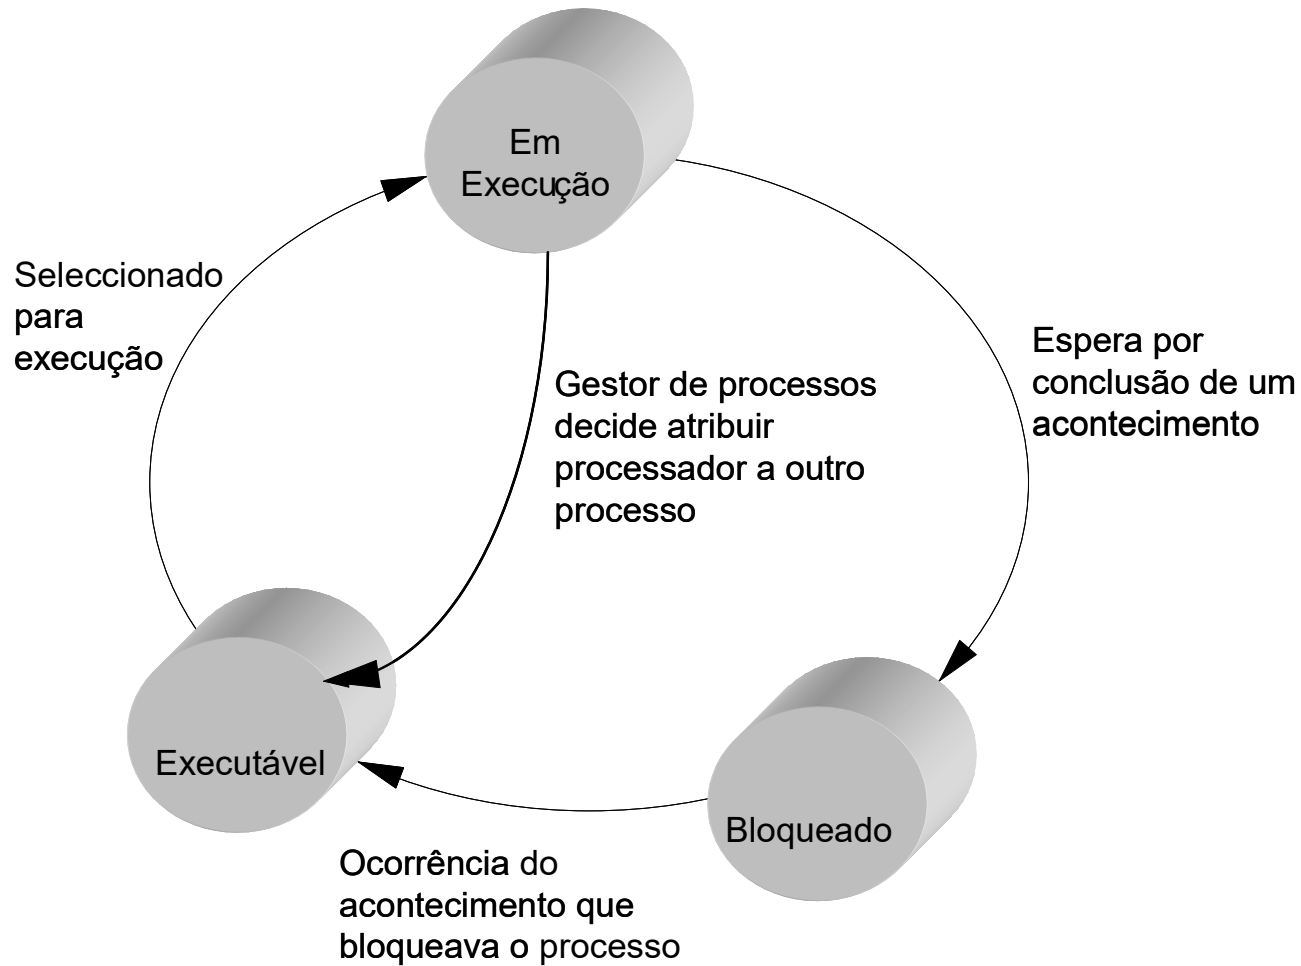 Em
Execução
Seleccionado
para
execução
Espera por
conclusão de um
acontecimento
Gestor de processos
decide atribuir
processador a outro
processo
Executável
Bloqueado
Ocorrência do
acontecimento que
bloqueava o processo